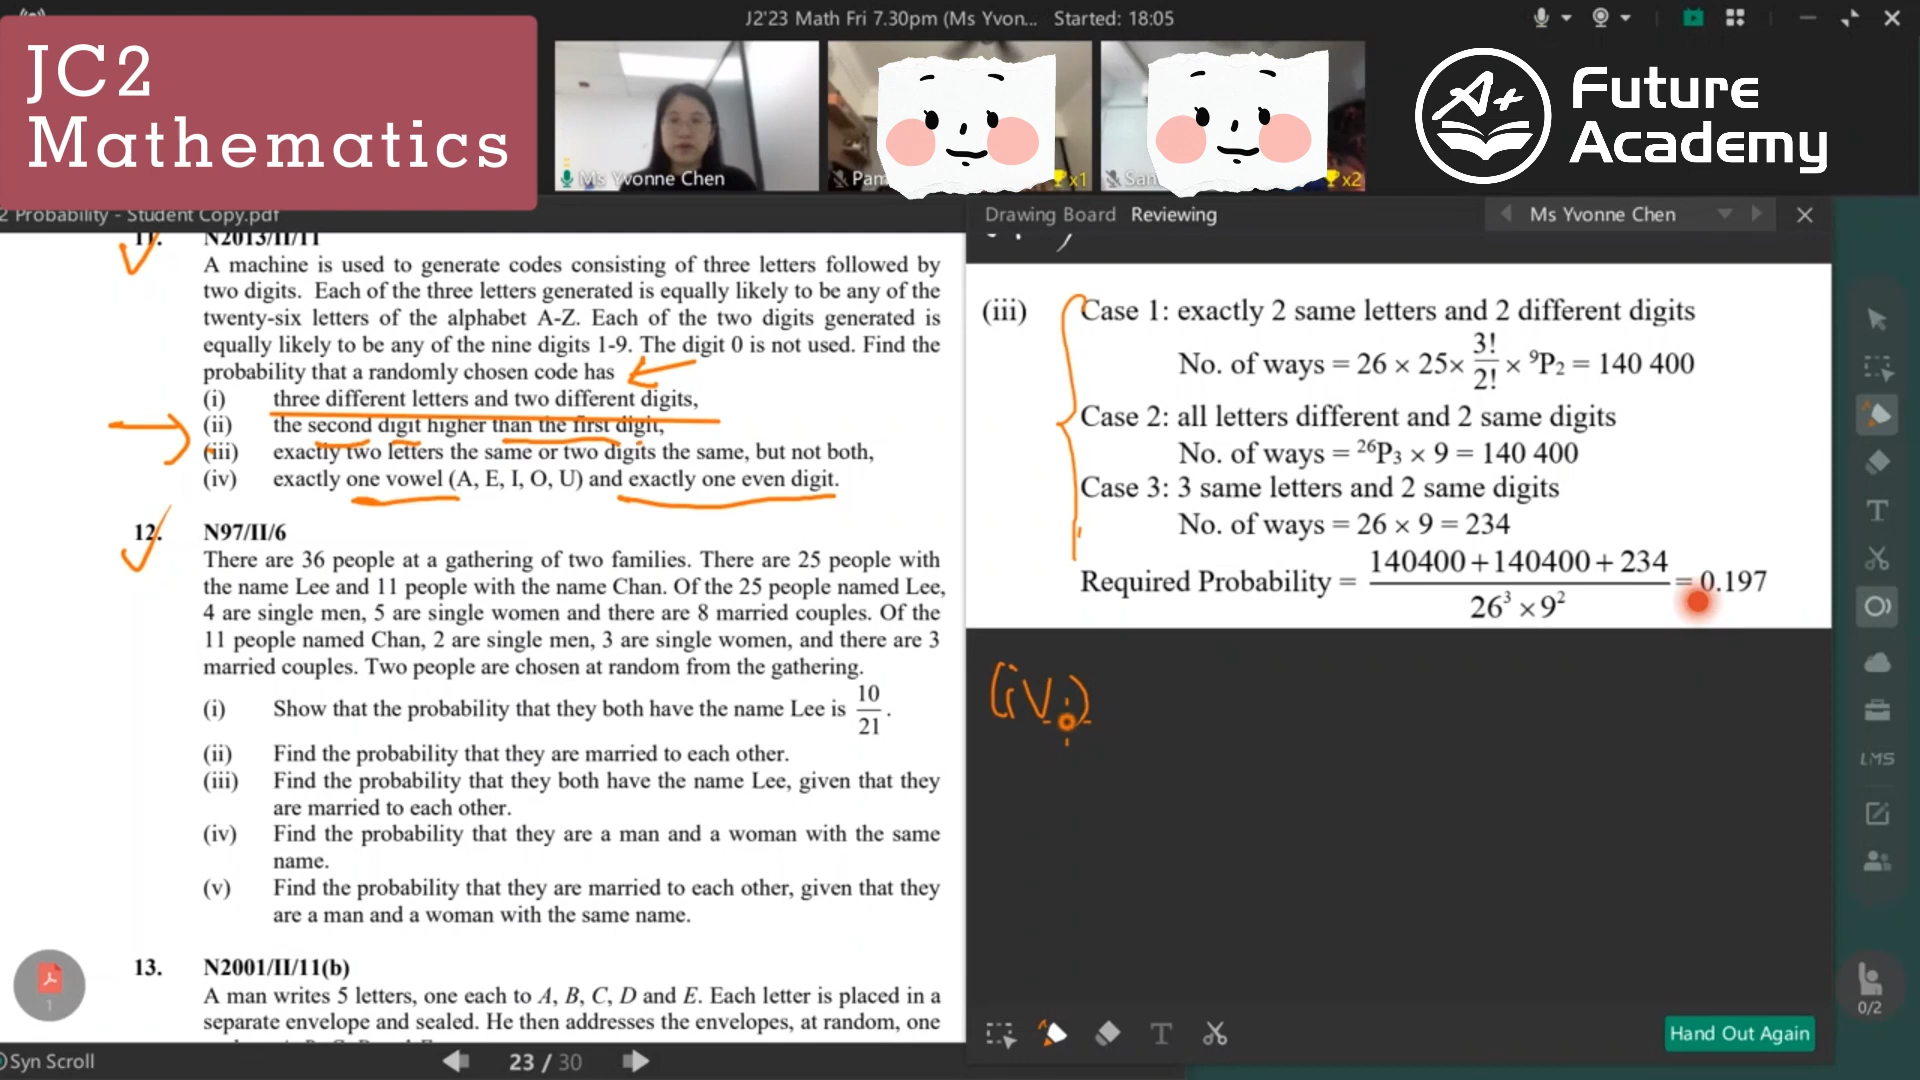 J2'23 Math Fri 7.30pm (Ms Yvon... Started: 18:05
JC2
Mathematics
Ms Yvonne Chen
Pam
x1
San
x2
A+
Future
Academy
2 Probability - Student Copy.pdf
11. N2013/II/11
A machine is used to generate codes consisting of three letters followed by
two digits. Each of the three letters generated is equally likely to be any of the
twenty-six letters of the alphabet A-Z. Each of the two digits generated is
equally likely to be any of the nine digits 1-9. The digit 0 is not used. Find the
probability that a randomly chosen code has
(i) three different letters and two different digits,
(ii) the second digit higher than the first digit,
(iii) exactly two letters the same or two digits the same, but not both,
(iv) exactly one vowel (A, E, I, O, U) and exactly one even digit.
12. N97/II/6
There are 36 people at a gathering of two families. There are 25 people with
the name Lee and 11 people with the name Chan. Of the 25 people named Lee,
4 are single men, 5 are single women and there are 8 married couples. Of the
11 people named Chan, 2 are single men, 3 are single women, and there are 3
married couples. Two people are chosen at random from the gathering.
(i) Show that the probability that they both have the name Lee is 10/21.
(ii) Find the probability that they are married to each other.
(iii) Find the probability that they both have the name Lee, given that they
are married to each other.
(iv) Find the probability that they are a man and a woman with the same
name.
(v) Find the probability that they are married to each other, given that they
are a man and a woman with the same name.
13. N2001/II/11(b)
A man writes 5 letters, one each to A, B, C, D and E. Each letter is placed in a
separate envelope and sealed. He then addresses the envelopes, at random, one
1
Syn Scroll
23 / 30
Drawing Board Reviewing
Ms Yvonne Chen
(iii) Case 1: exactly 2 same letters and 2 different digits
No. of ways = 26 × 25× 3!/2! × ⁹P₂ = 140 400
Case 2: all letters different and 2 same digits
No. of ways = ²⁶P₃ × 9 = 140 400
Case 3: 3 same letters and 2 same digits
No. of ways = 26 × 9 = 234
Required Probability = (140400+140400+234)/(26³ ×9²) = 0.197
(iv)
LMS
0/2
Hand Out Again